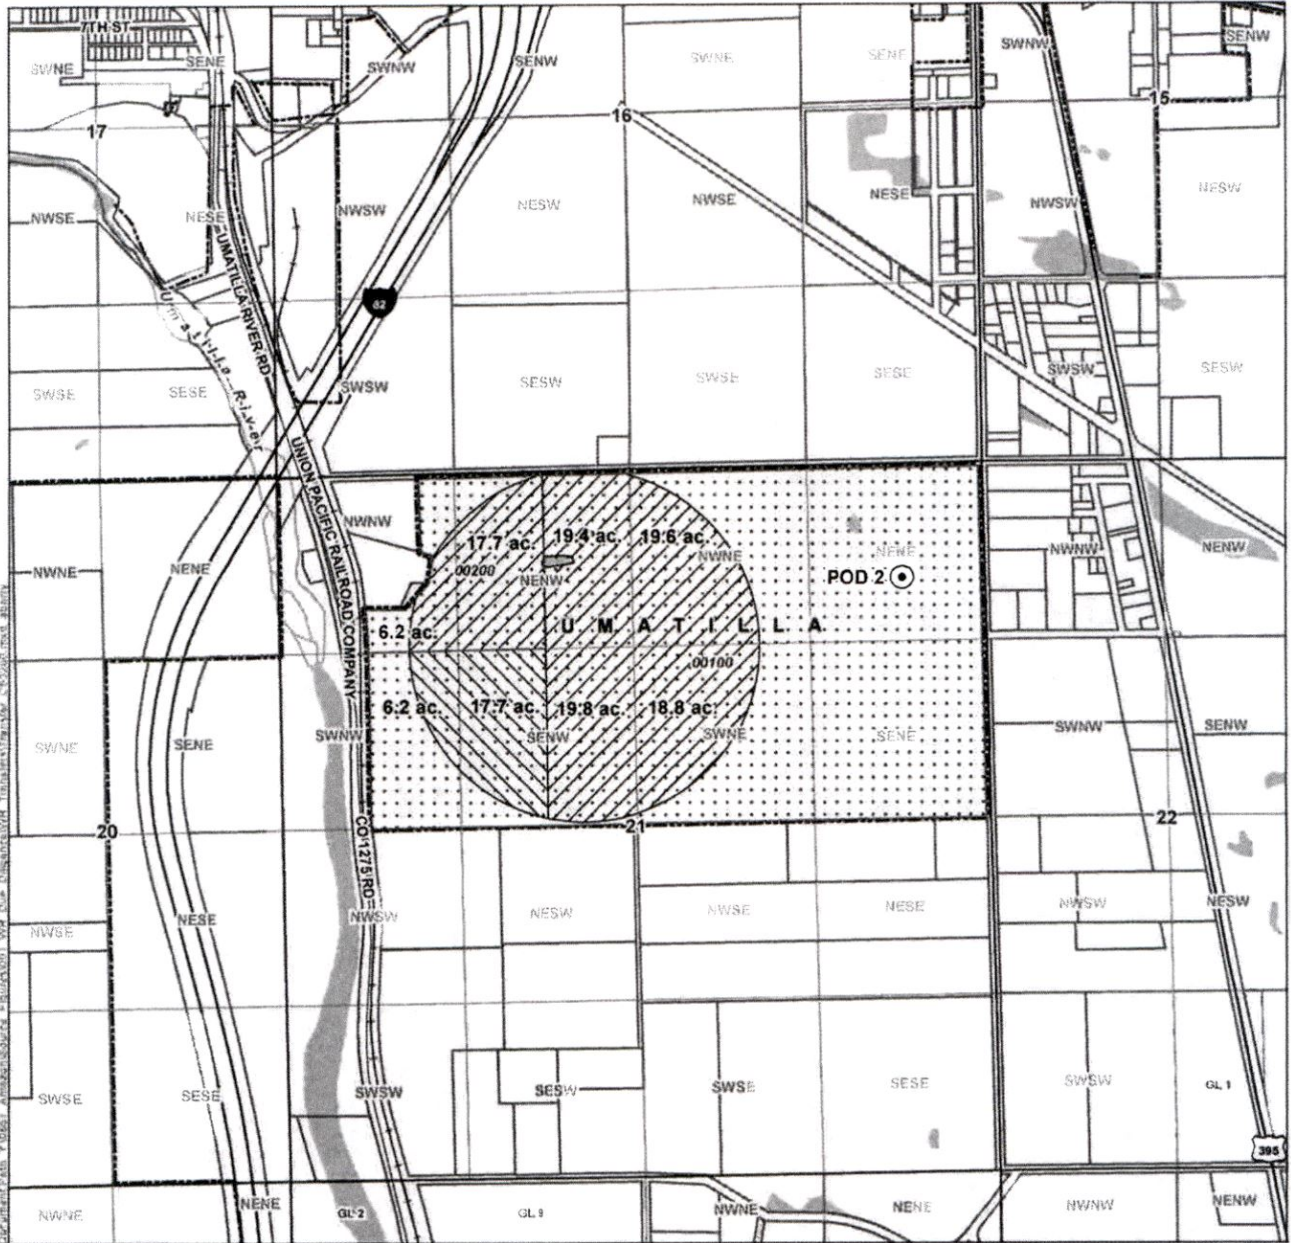 7TH ST
SWNE
SENE
SWNW
SENW
SWNE
SENE
SWNW
SENW
17
16
15
NWSE
NESE
NWSW
NESW
NWSE
NESE
NWSW
NESW
UMATILLA RIVER RD
Umatilla River
82
SWSE
SESE
SWSW
SESW
SWSE
SESE
SWSW
SESW
UNION PACIFIC RAILROAD COMPANY
NWNE
NENE
NWNW
17.7 ac.
19.4 ac.
19.6 ac.
00200
NENW
NWNE
NENE
POD 2
NWNW
NENW
6.2 ac.
UMATILLA
00100
6.2 ac.
17.7 ac.
19.8 ac.
18.8 ac.
SWNE
SENE
SWNW
SENW
SWNE
SENE
SWNW
SENW
20
21
22
CO 1275 RD
NWSE
NESE
NWSW
NESW
NWSE
NESE
NWSW
NESW
SWSE
SESE
SWSW
SESW
SWSE
SESE
SWSW
GL 1
395
NWNE
NENE
GL 2
GL 9
NWNE
NENE
NWNW
NENW